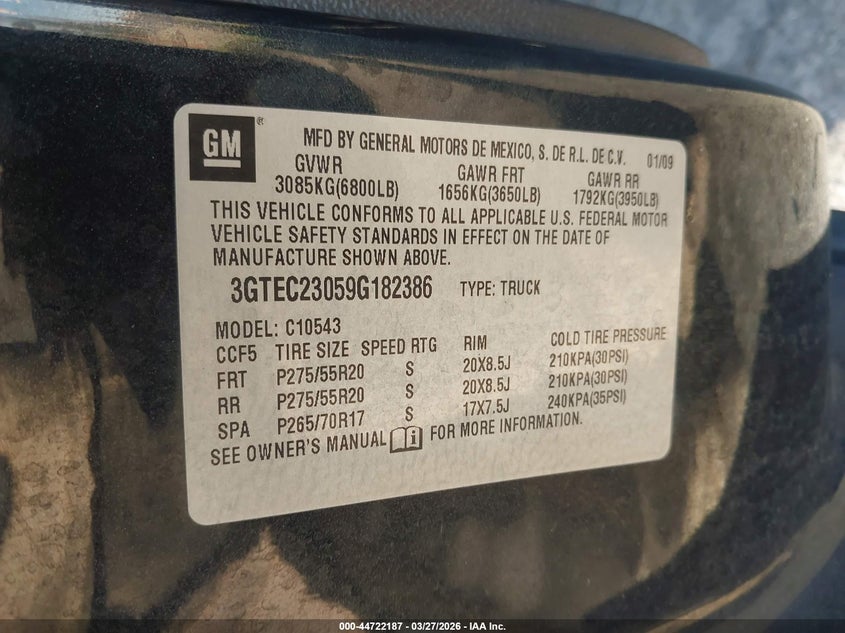 GM ®
MFD BY GENERAL MOTORS DE MEXICO, S. DE R.L. DE C.V. 01/09
GVWR GAWR FRT GAWR RR
3085KG(6800LB) 1656KG(3650LB) 1792KG(3950LB)
THIS VEHICLE CONFORMS TO ALL APPLICABLE U.S. FEDERAL MOTOR
VEHICLE SAFETY STANDARDS IN EFFECT ON THE DATE OF
MANUFACTURE SHOWN ABOVE.
3GTEC23059G182386 TYPE: TRUCK
MODEL: C10543
CCF5 TIRE SIZE SPEED RTG RIM COLD TIRE PRESSURE
FRT P275/55R20 S 20X8.5J 210KPA(30PSI)
RR P275/55R20 S 20X8.5J 210KPA(30PSI)
SPA P265/70R17 S 17X7.5J 240KPA(35PSI)
SEE OWNER'S MANUAL FOR MORE INFORMATION.
000-44722187 - 03/27/2026 - IAA Inc.